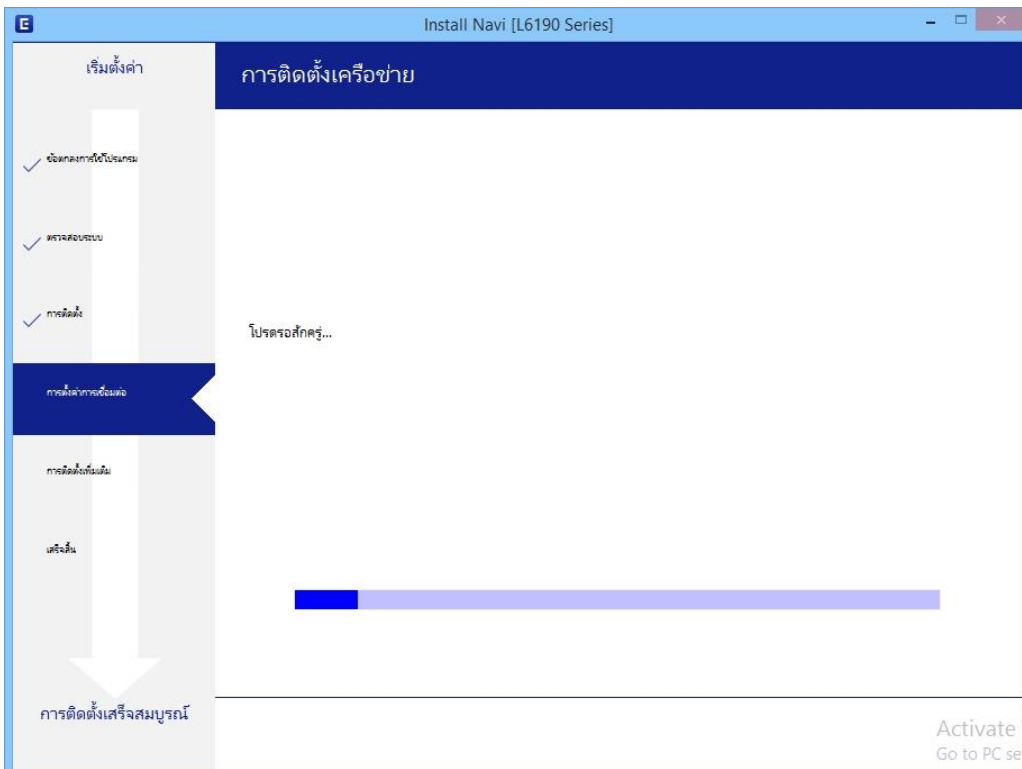 E
Install Navi [L6190 Series]
เริ่มตั้งค่า
การติดตั้งเครือข่าย
ข้อตกลงการใช้โปรแกรม
ตรวจสอบระบบ
การติดตั้ง
โปรดรอสักครู่...
การตั้งค่าการเชื่อมต่อ
การติดตั้งเพิ่มเติม
เสร็จสิ้น
การติดตั้งเสร็จสมบูรณ์
Activate
Go to PC se